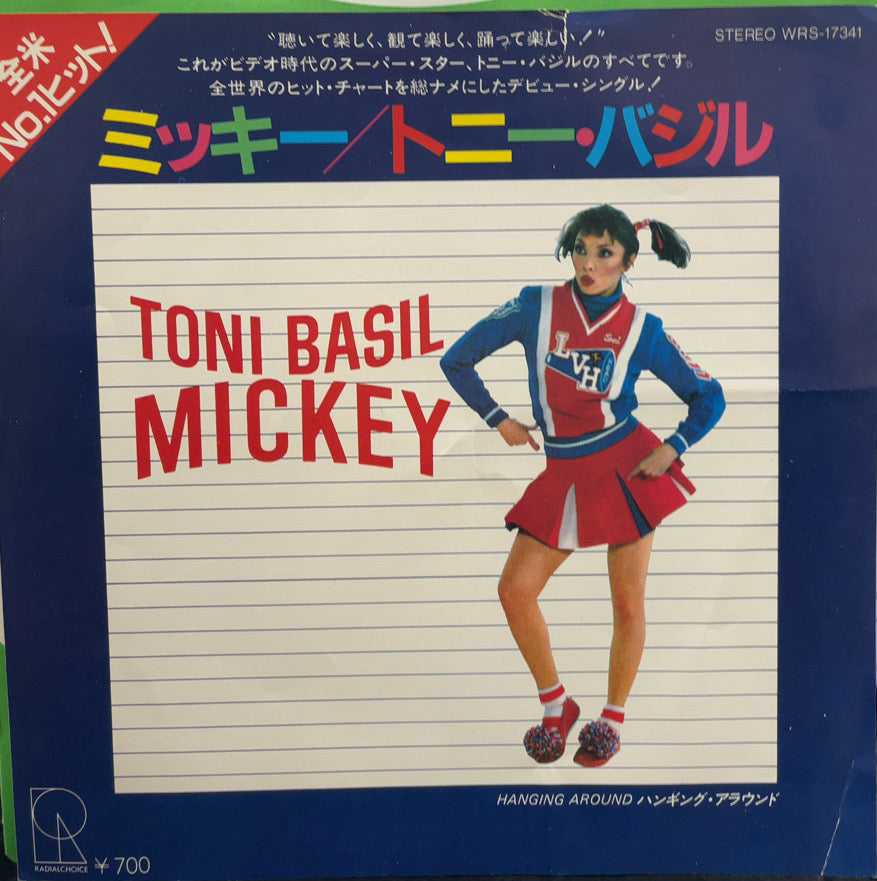 全米
No.1ヒット!
STEREO WRS-17341
"聴いて楽しく、観て楽しく、踊って楽しい!"
これがビデオ時代のスーパー・スター、トニー・バジルのすべてです。
全世界のヒット・チャートを総ナメにしたデビュー・シングル!
ミッキー/トニー・バジル
TONI BASIL
MICKEY
LVH
HANGING AROUND ハンギング・アラウンド
RADIALCHOICE
¥700